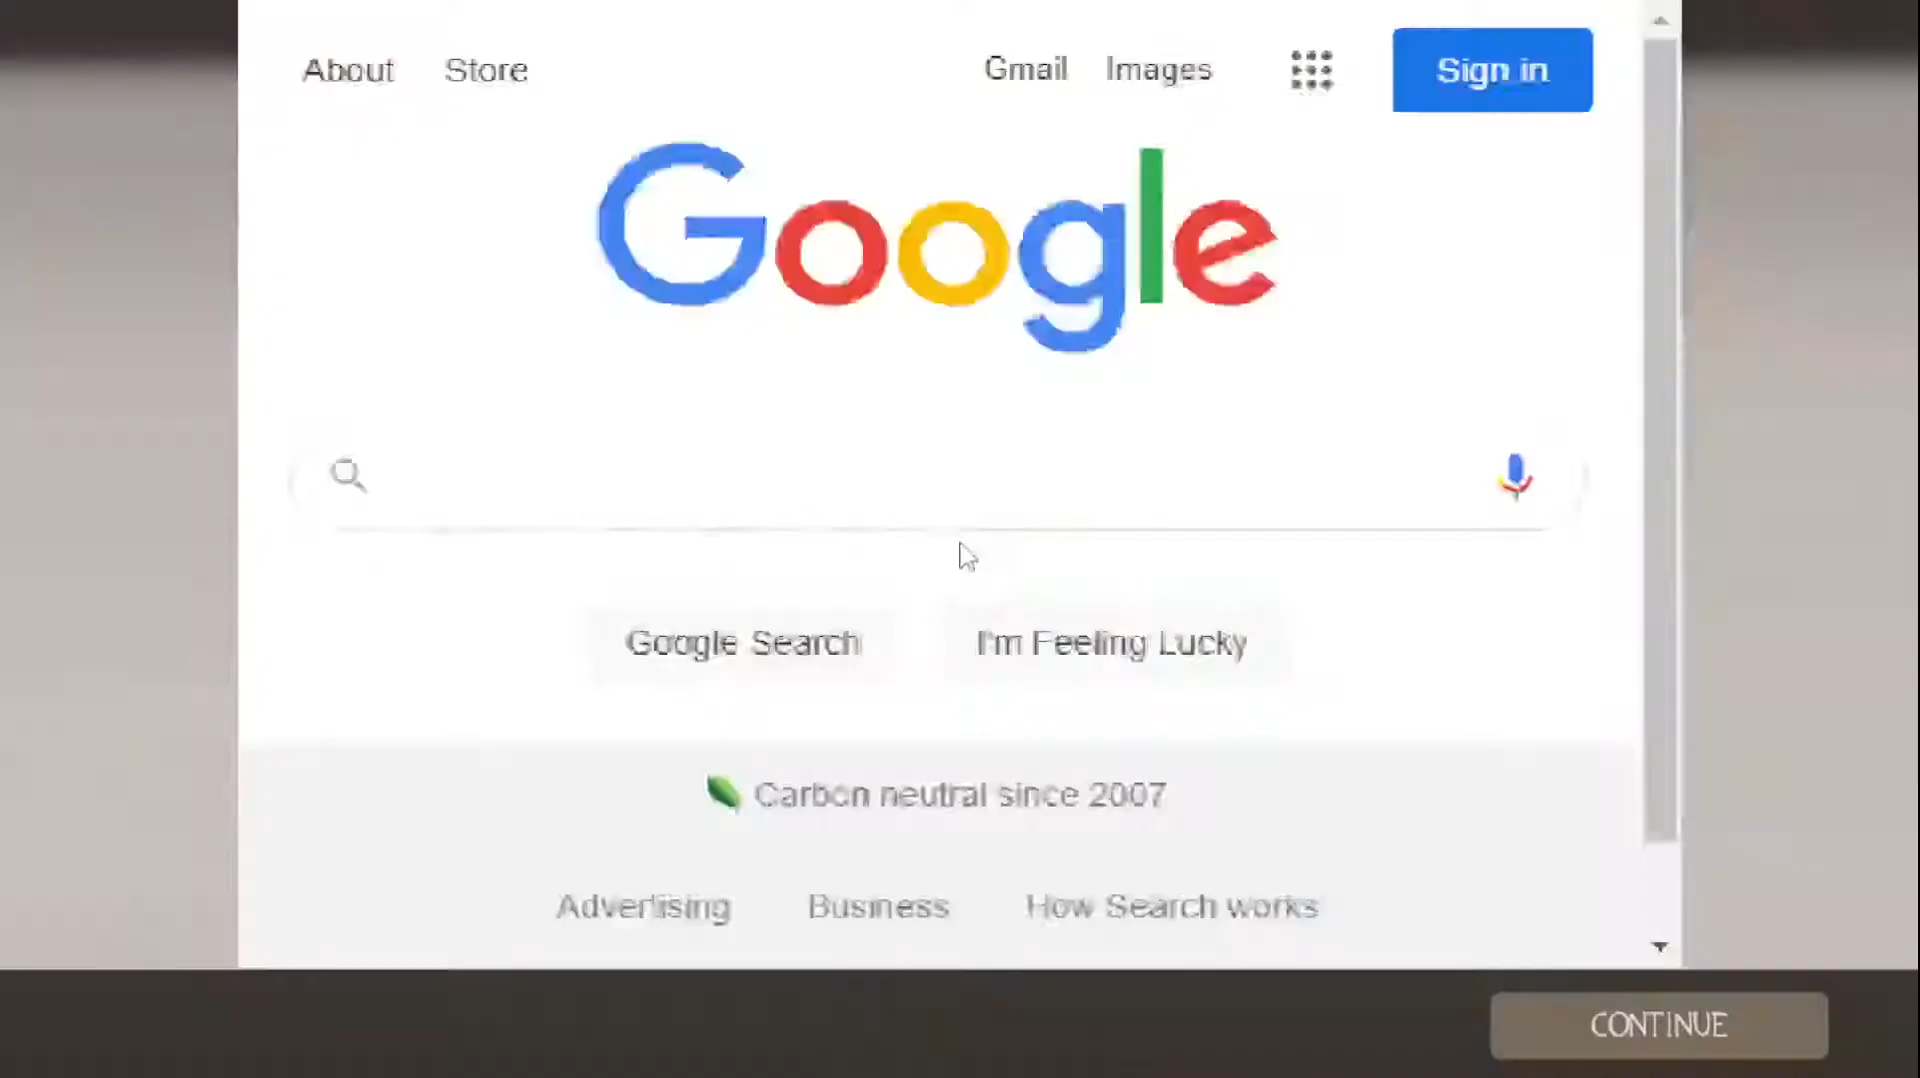 About Store Gmail Images Sign in
Google
Google Search I'm Feeling Lucky
Carbon neutral since 2007
Advertising Business How Search works
CONTINUE